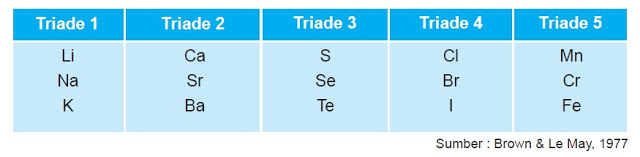 Triade 1 Triade 2 Triade 3 Triade 4 Triade 5
Li Ca S Cl Mn
Na Sr Se Br Cr
K Ba Te I Fe
Sumber : Brown & Le May, 1977